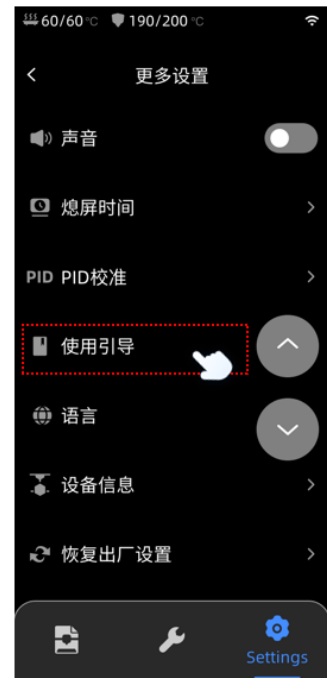 60/60 °C 190/200 °C
更多设置
声音
熄屏时间
PID PID校准
使用引导
语言
设备信息
恢复出厂设置
Settings